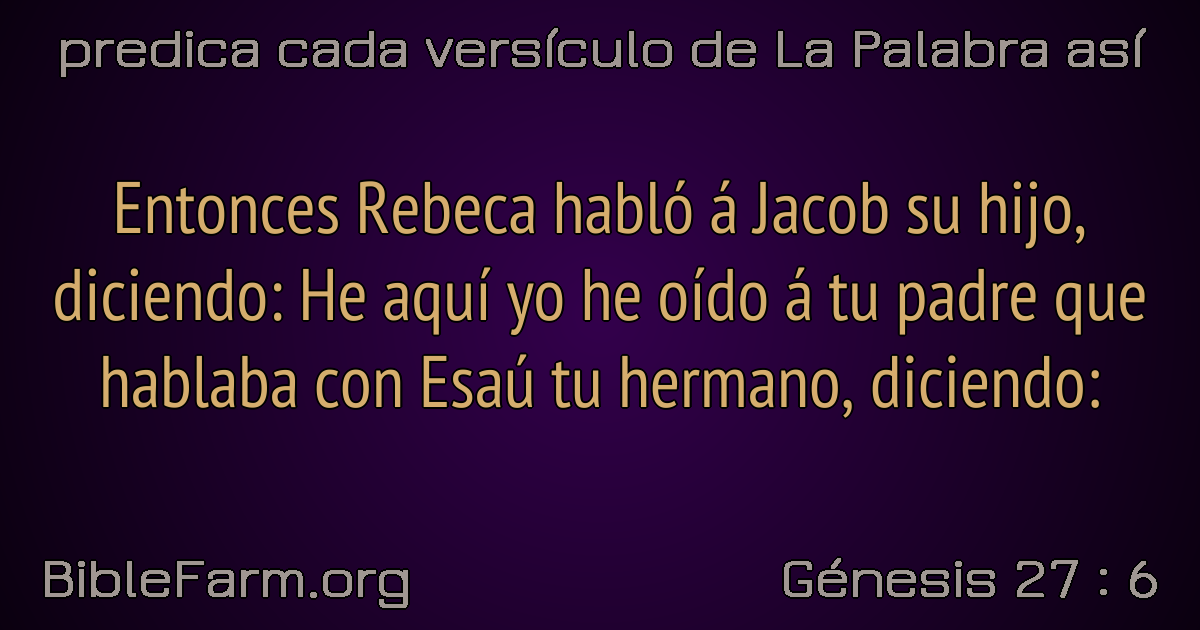 predica cada versículo de La Palabra así
Entonces Rebeca habló á Jacob su hijo,
diciendo: He aquí yo he oído á tu padre que
hablaba con Esaú tu hermano, diciendo:
BibleFarm.org
Génesis 27 : 6